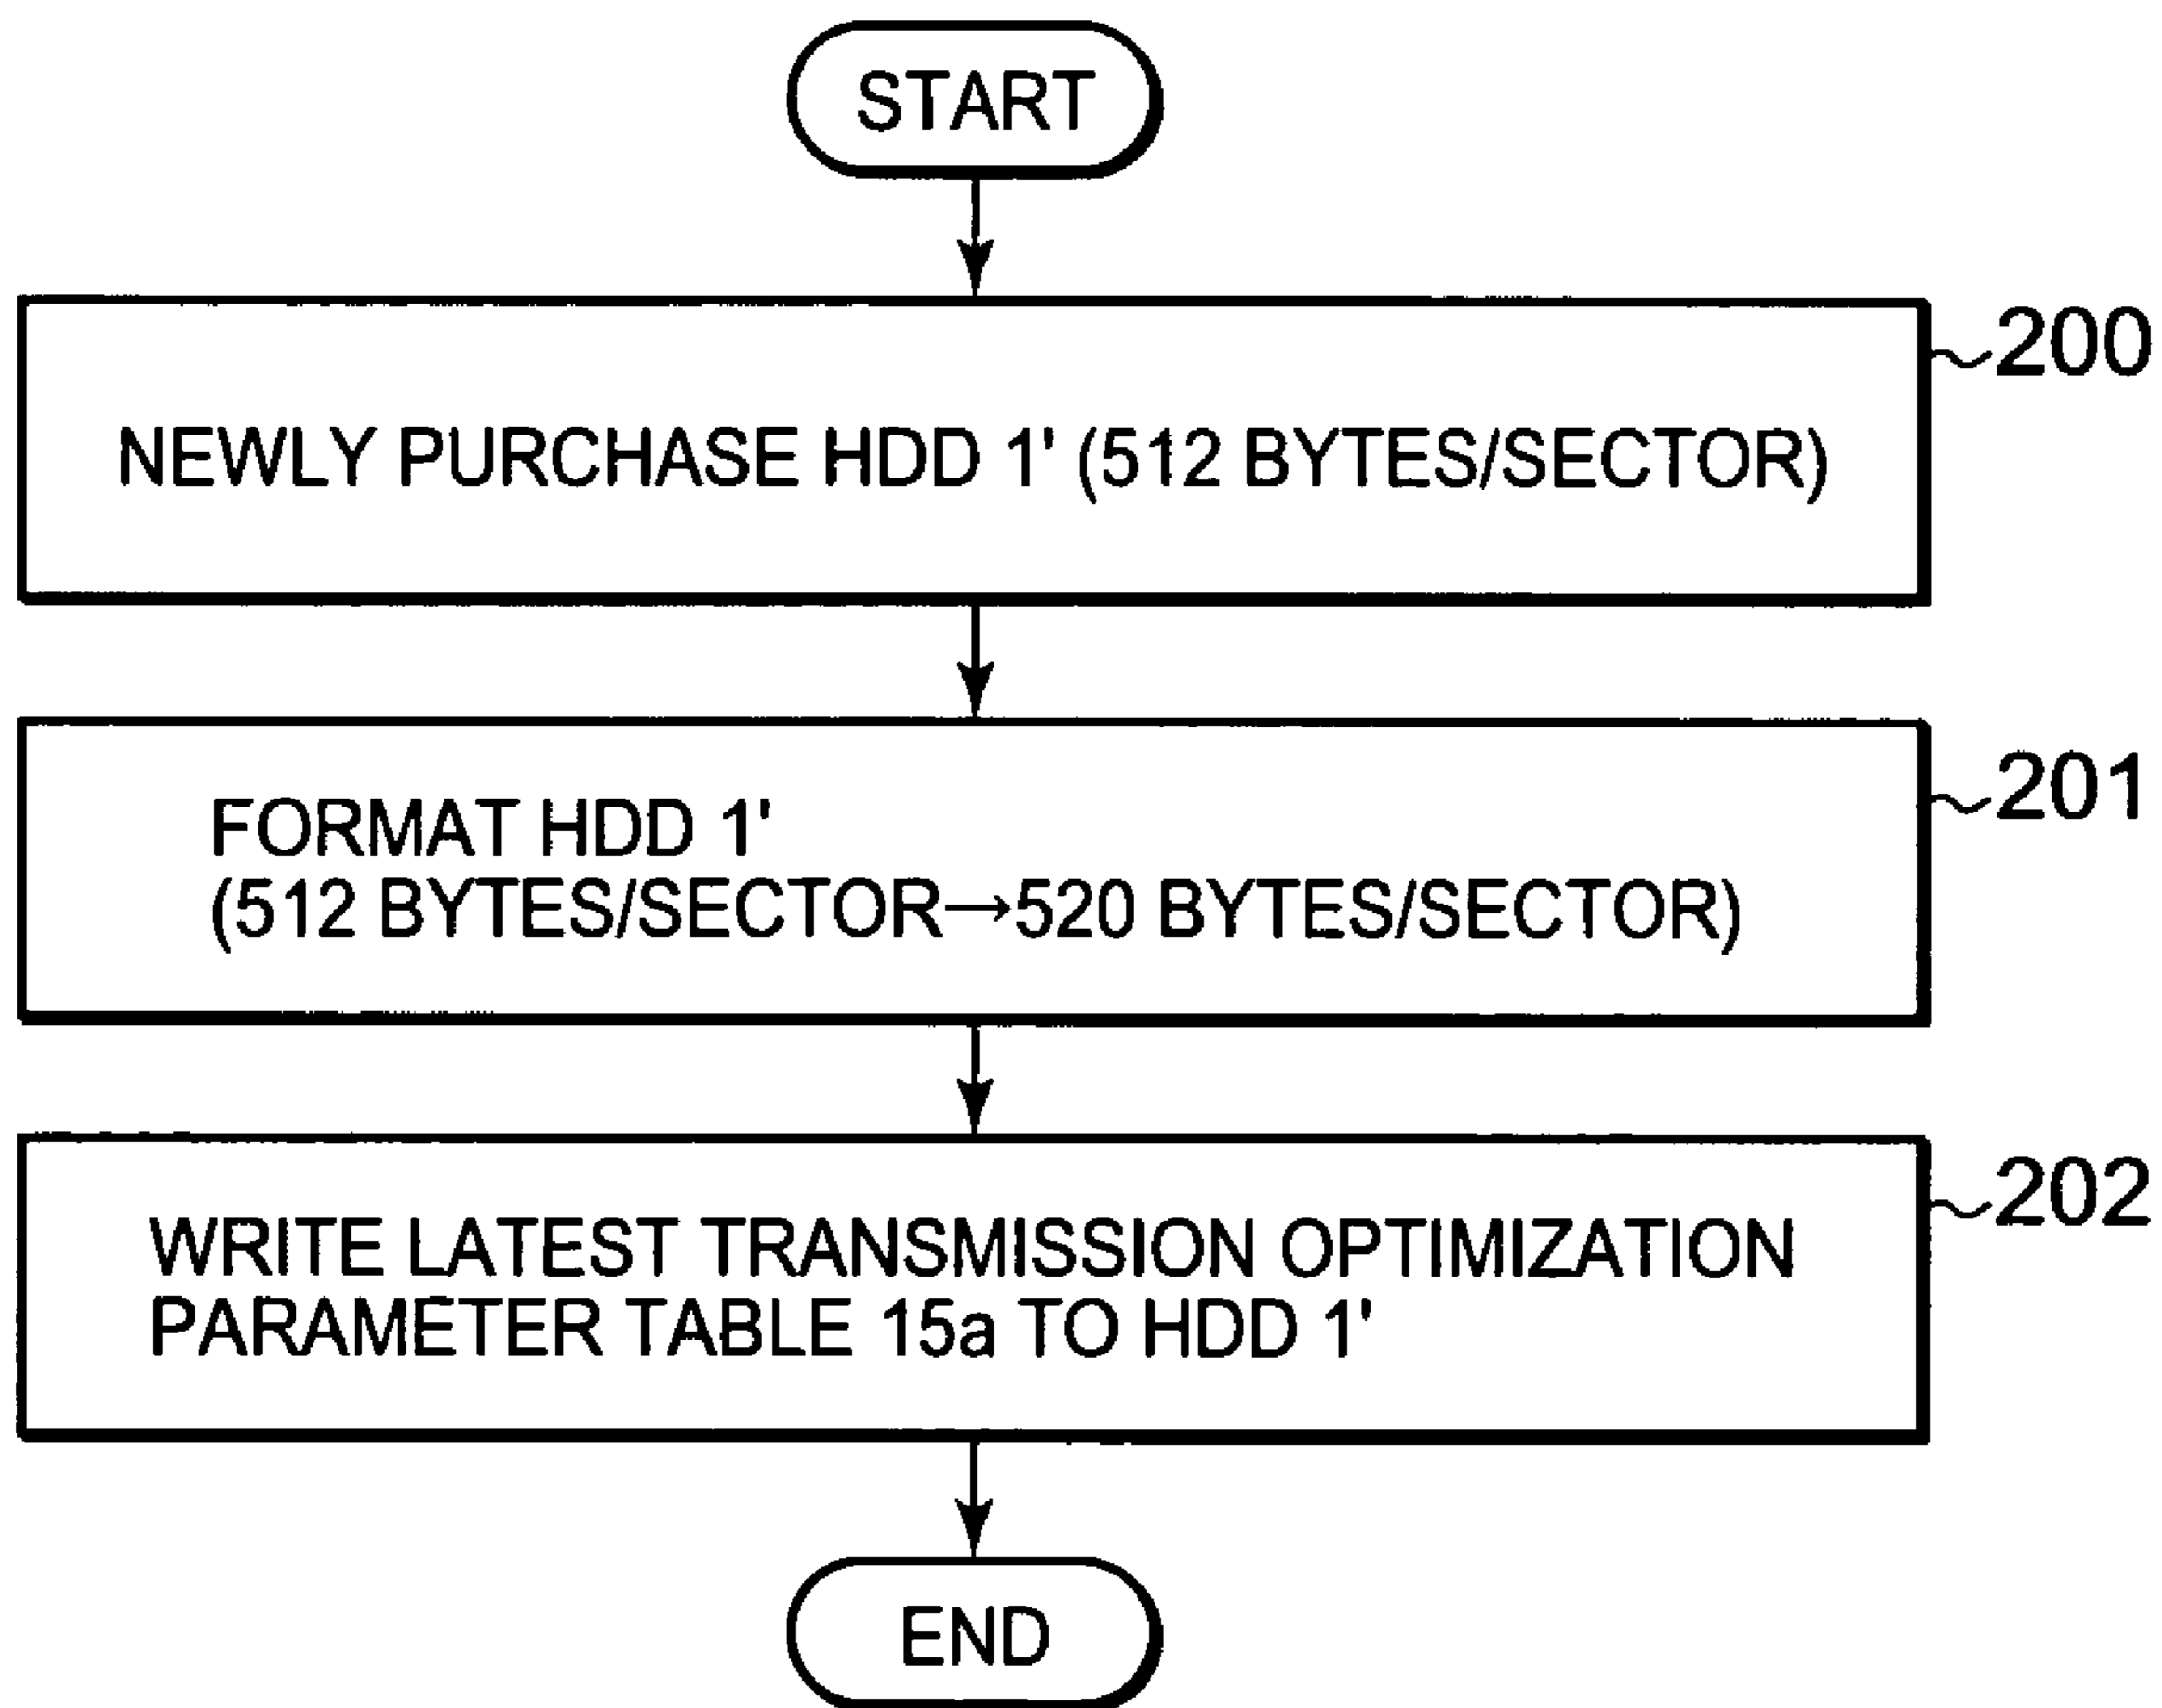 START
200
NEWLY PURCHASE HDD 1' (512 BYTES/SECTOR)
201
FORMAT HDD 1'
(512 BYTES/SECTOR→520 BYTES/SECTOR)
202
WRITE LATEST TRANSMISSION OPTIMIZATION
PARAMETER TABLE 15a TO HDD 1'
END